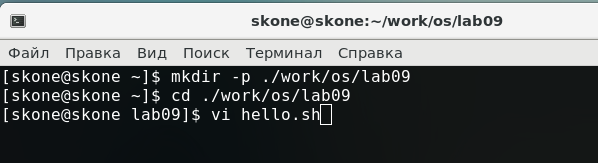 skone@skone:~/work/os/lab09
Файл Правка Вид Поиск Терминал Справка
[skone@skone ~]$ mkdir -p ./work/os/lab09
[skone@skone ~]$ cd ./work/os/lab09
[skone@skone lab09]$ vi hello.sh